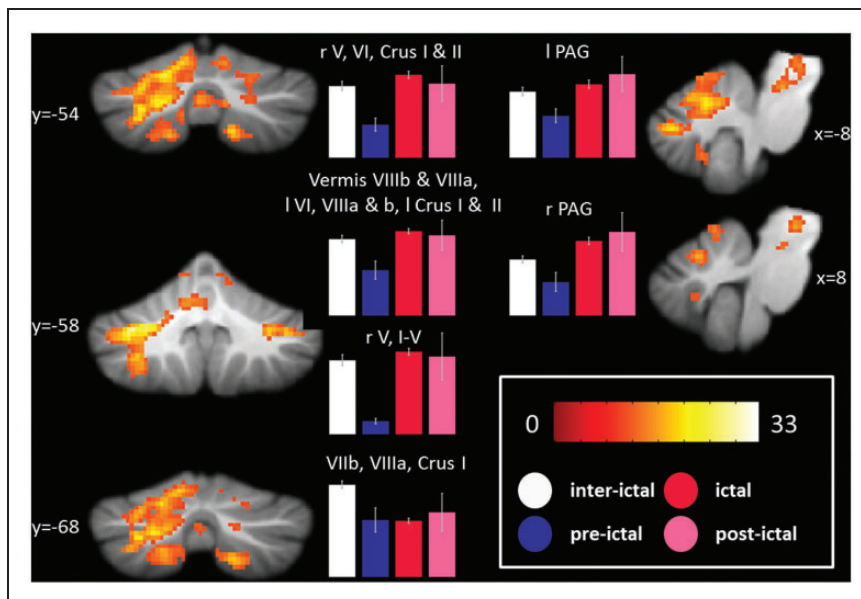 r V, VI, Crus I & II
l PAG
y=-54
x=-8
Vermis VIIIb & VIIIa,
l VI, VIIIa & b, l Crus I & II
r PAG
y=-58
x=8
r V, I-V
0
33
VIIb, VIIIa, Crus I
inter-ictal
ictal
y=-68
pre-ictal
post-ictal